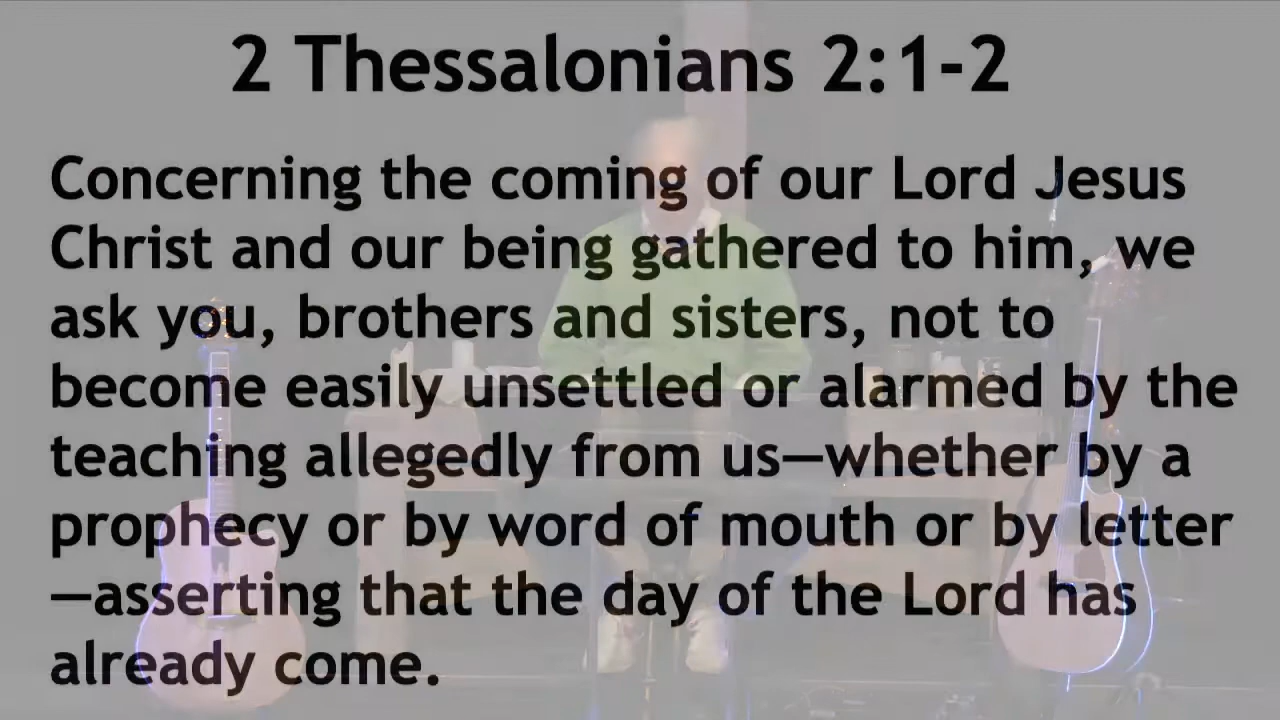 2 Thessalonians 2:1-2
Concerning the coming of our Lord Jesus
Christ and our being gathered to him, we
ask you, brothers and sisters, not to
become easily unsettled or alarmed by the
teaching allegedly from us—whether by a
prophecy or by word of mouth or by letter
—asserting that the day of the Lord has
already come.